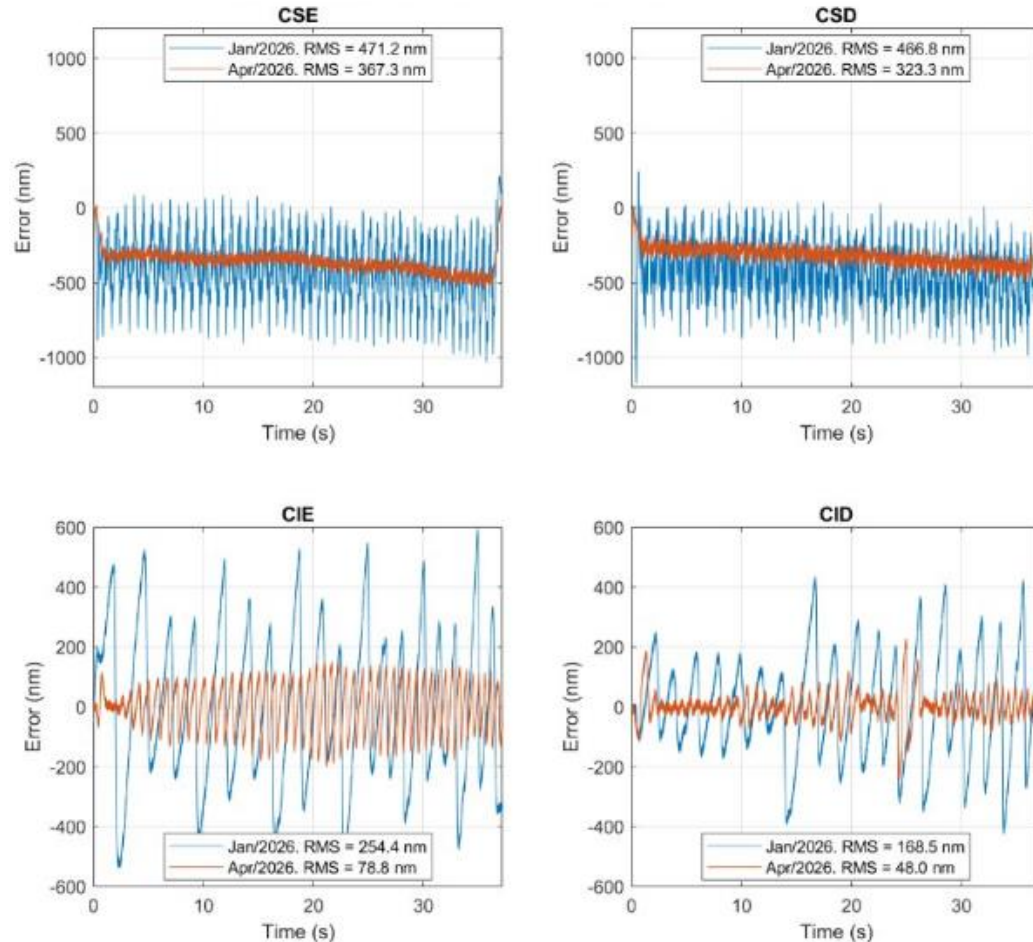 CSE
Jan/2026. RMS = 471.2 nm
Apr/2026. RMS = 367.3 nm
1000
500
0
-500
-1000
Error (nm)
0 10 20 30
Time (s)
CSD
Jan/2026. RMS = 466.8 nm
Apr/2026. RMS = 323.3 nm
1000
500
0
-500
-1000
Error (nm)
0 10 20 30
Time (s)
CIE
600
400
200
0
-200
-400
-600
Error (nm)
Jan/2026. RMS = 254.4 nm
Apr/2026. RMS = 78.8 nm
0 10 20 30
Time (s)
CID
600
400
200
0
-200
-400
-600
Error (nm)
Jan/2026. RMS = 168.5 nm
Apr/2026. RMS = 48.0 nm
0 10 20 30
Time (s)